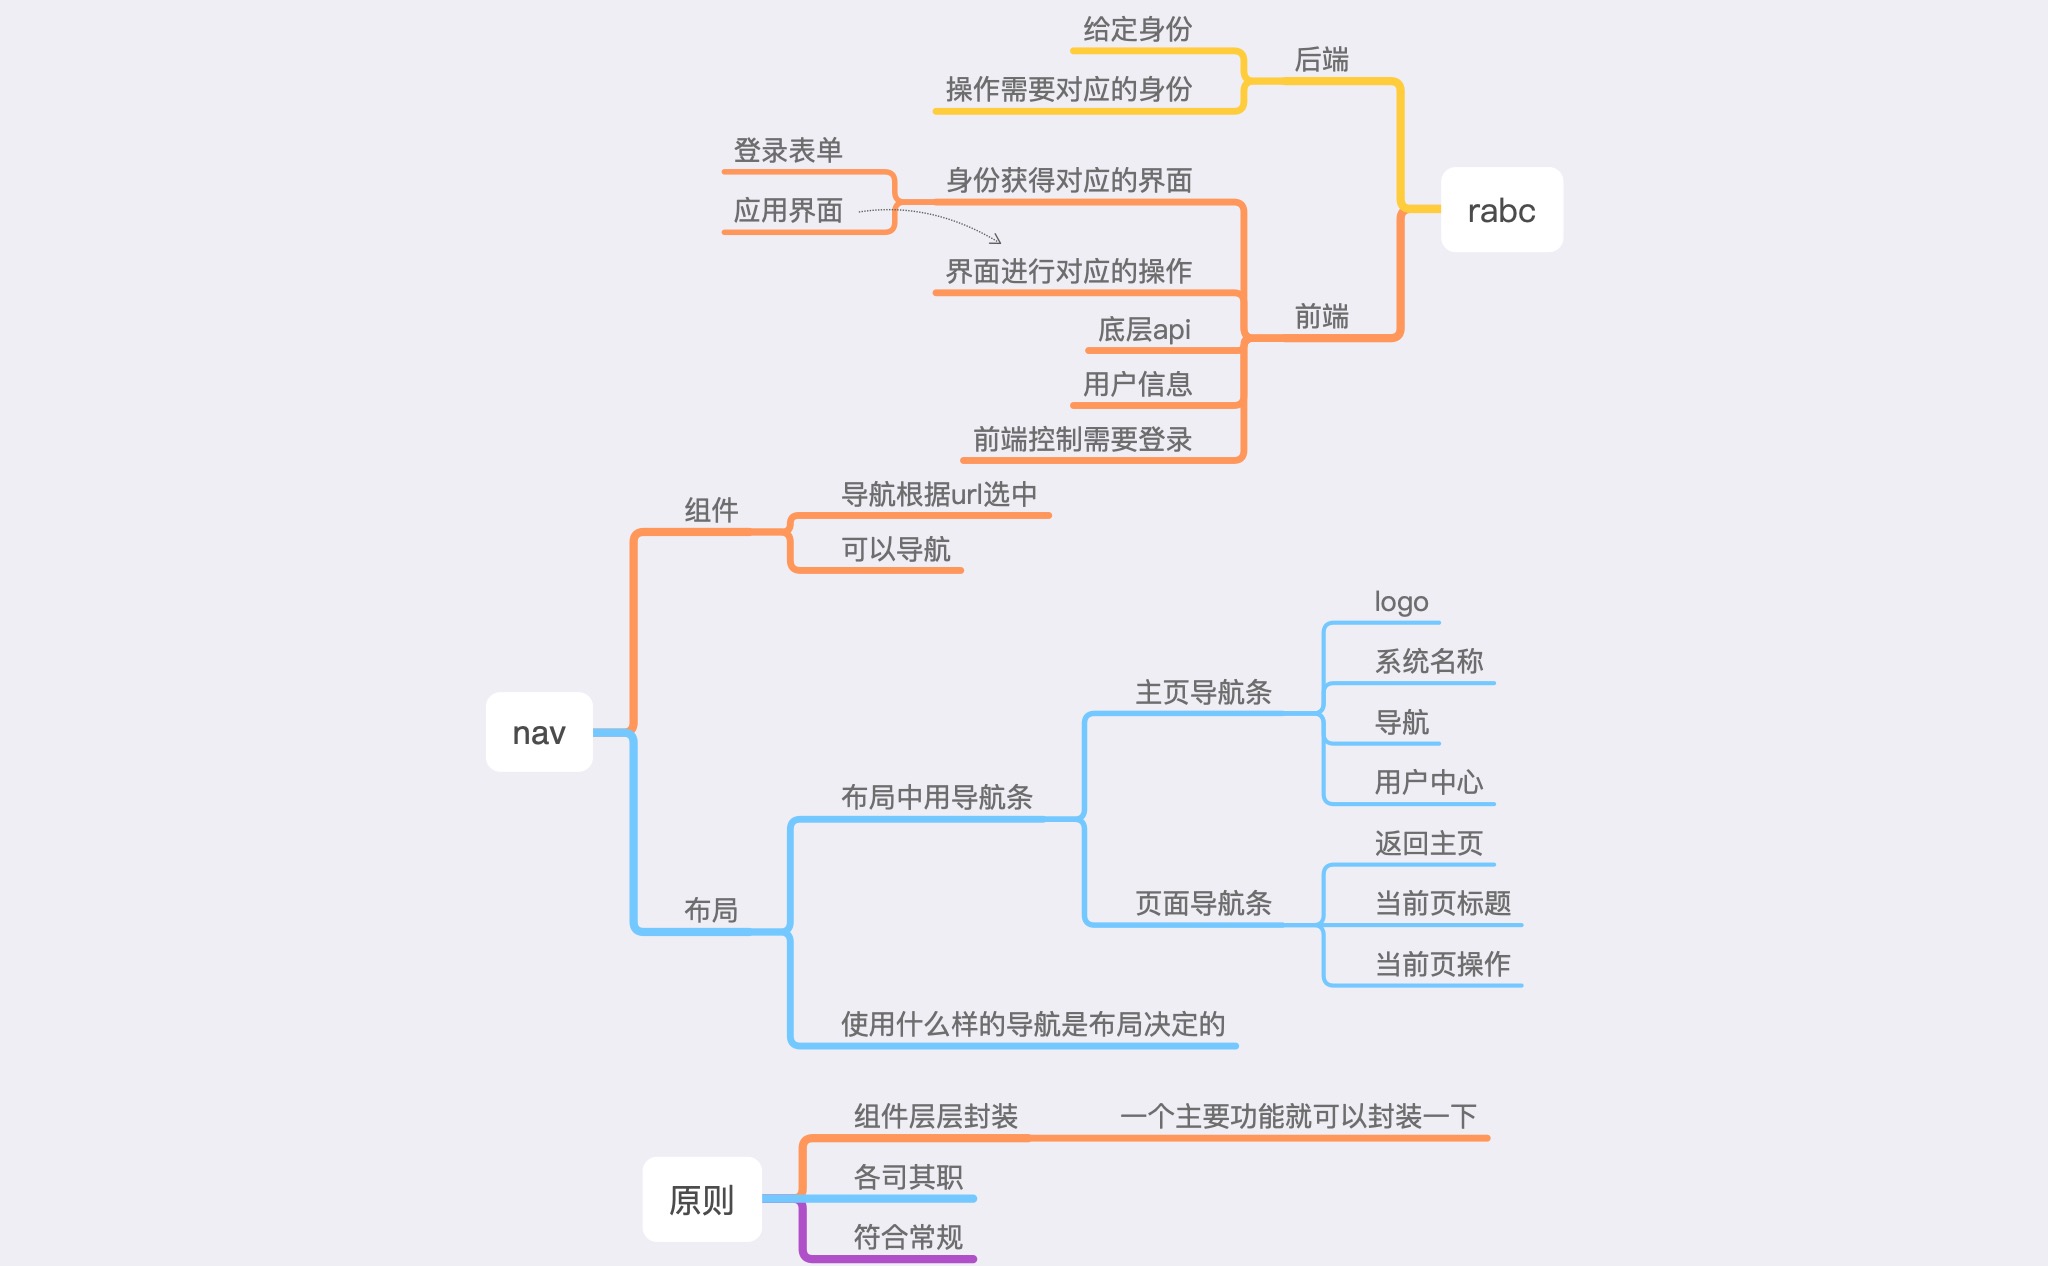 给定身份
后端
操作需要对应的身份
登录表单
身份获得对应的界面
应用界面
rabc
界面进行对应的操作
前端
底层api
用户信息
前端控制需要登录
导航根据url选中
组件
可以导航
logo
系统名称
主页导航条
导航
nav
用户中心
布局中用导航条
返回主页
页面导航条
当前页标题
布局
当前页操作
使用什么样的导航是布局决定的
组件层层封装
一个主要功能就可以封装一下
各司其职
原则
符合常规